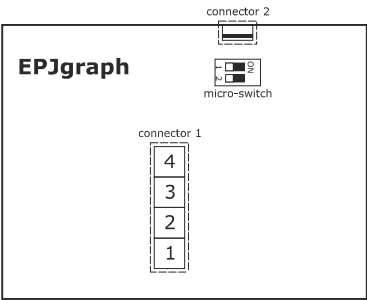 connector 2
EPJgraph
1 ON
2
micro-switch
connector 1
4
3
2
1